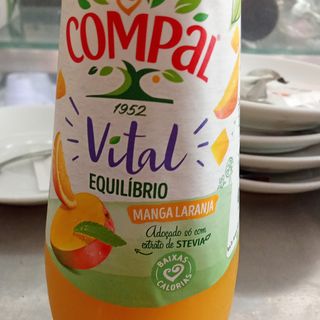 COMPAL
1952
Vital
EQUILÍBRIO
MANGA LARANJA
Adoçado só com
extrato de STEVIA
BAIXAS
CALORIAS